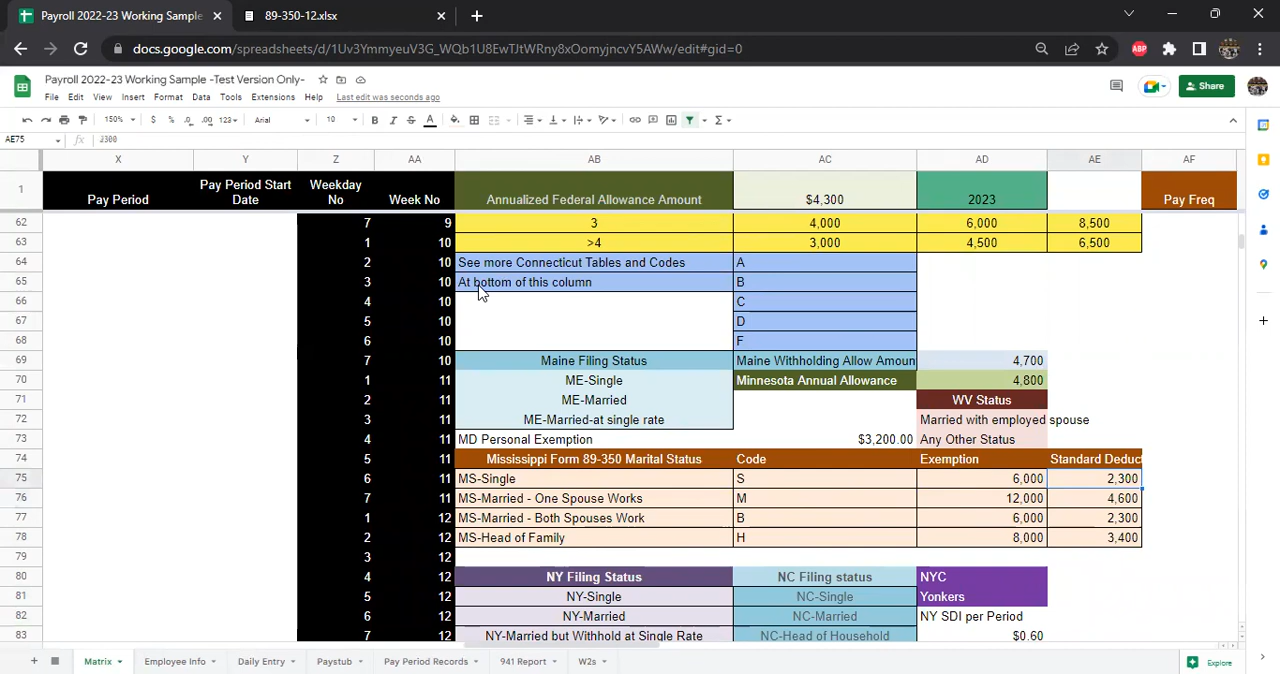 Payroll 2022-23 Working Sample
89-350-12.xlsx
docs.google.com/spreadsheets/d/1Uv3YmmyeuV3G_WQb1U8EwTJtWRny8xOomyjncvY5AWw/edit#gid=0
ABP
Payroll 2022-23 Working Sample -Test Version Only-
File Edit View Insert Format Data Tools Extensions Help Last edit was seconds ago
Share
150% $ % .0 .00 123 Arial 10 B I S A
AE75 fx 2300
X Y Z AA AB AC AD AE AF
1 Pay Period Pay Period Start Date Weekday No Week No Annualized Federal Allowance Amount $4,300 2023 Pay Freq
62 7 9 3 4,000 6,000 8,500
63 1 10 >4 3,000 4,500 6,500
64 2 10 See more Connecticut Tables and Codes A
65 3 10 At bottom of this column B
66 4 10 C
67 5 10 D
68 6 10 F
69 7 10 Maine Filing Status Maine Withholding Allow Amoun 4,700
70 1 11 ME-Single Minnesota Annual Allowance 4,800
71 2 11 ME-Married WV Status
72 3 11 ME-Married-at single rate Married with employed spouse
73 4 11 MD Personal Exemption $3,200.00 Any Other Status
74 5 11 Mississippi Form 89-350 Marital Status Code Exemption Standard Deduct
75 6 11 MS-Single S 6,000 2,300
76 7 11 MS-Married - One Spouse Works M 12,000 4,600
77 1 12 MS-Married - Both Spouses Work B 6,000 2,300
78 2 12 MS-Head of Family H 8,000 3,400
79 3 12
80 4 12 NY Filing Status NC Filing status NYC
81 5 12 NY-Single NC-Single Yonkers
82 6 12 NY-Married NC-Married NY SDI per Period
83 7 12 NY-Married but Withhold at Single Rate NC-Head of Household $0.60
Matrix Employee Info Daily Entry Paystub Pay Period Records 941 Report W2s Explore